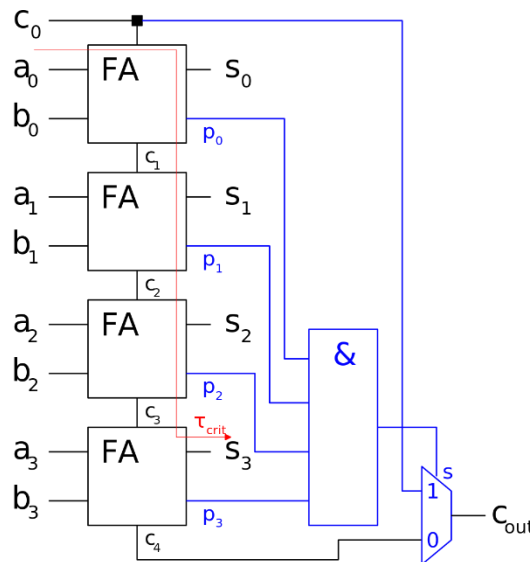 c₀
a₀ FA s₀
b₀ p₀
c₁
a₁ FA s₁
b₁ p₁
c₂
a₂ FA s₂
& 
b₂ p₂
c₃
τcrit
a₃ FA s₃
s
1
b₃ p₃
cout
0
c₄